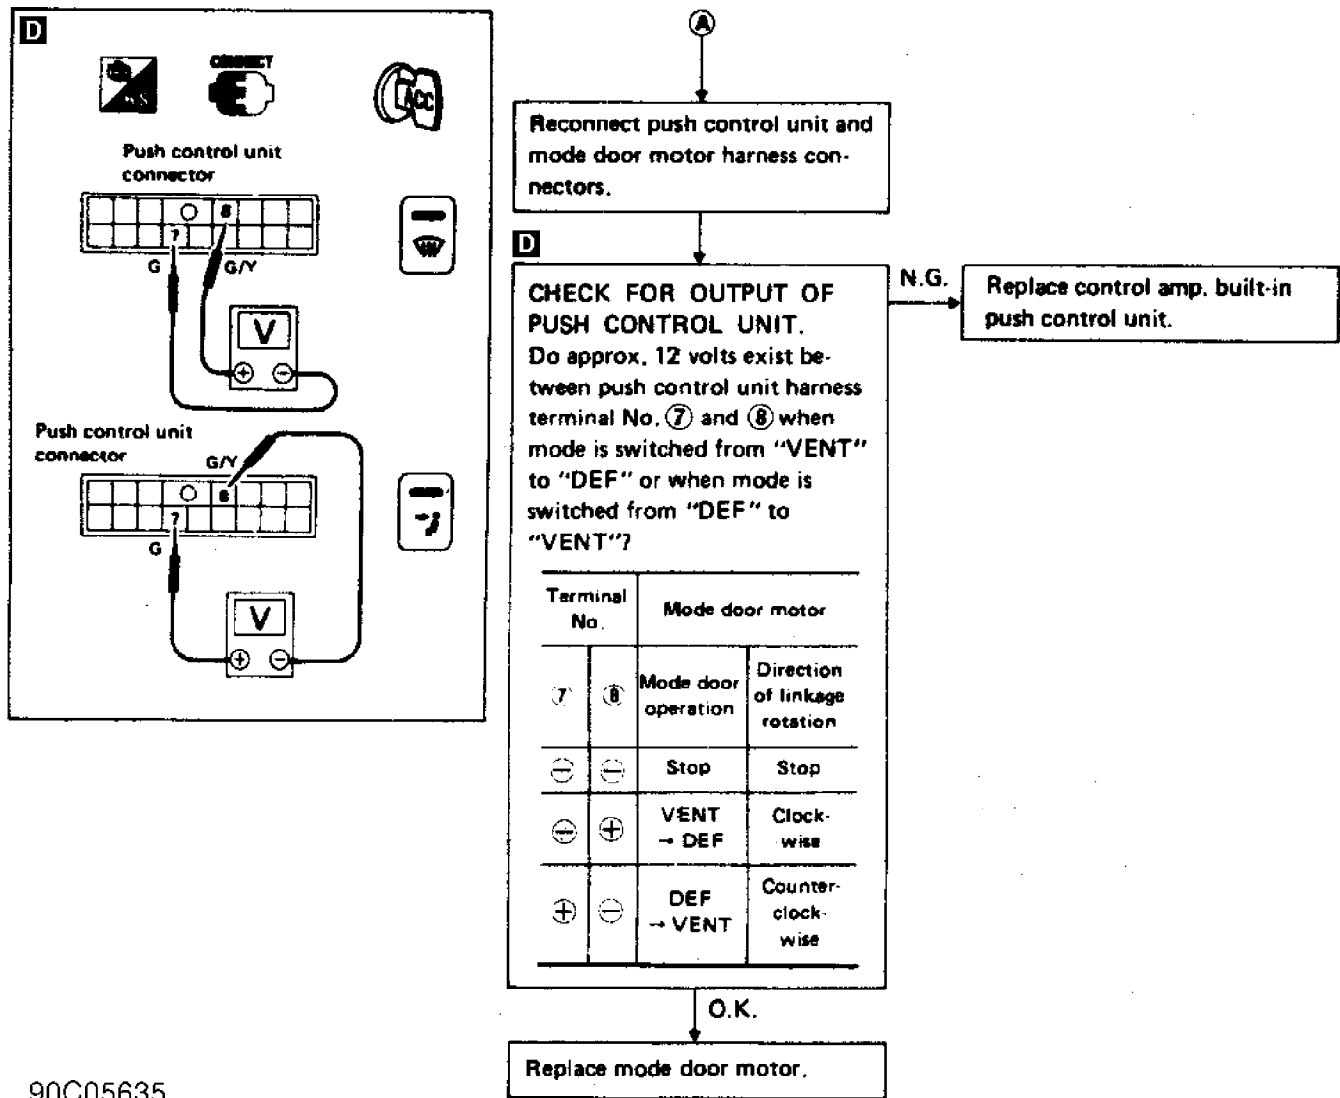 D
CONNECT
ACC
Push control unit
connector
8
7
G
G/Y
V
⊕ ⊖
Push control unit
connector
G/Y
8
7
G
V
⊕ ⊖
A
Reconnect push control unit and
mode door motor harness con-
nectors.
D
CHECK FOR OUTPUT OF
PUSH CONTROL UNIT.
Do approx. 12 volts exist be-
tween push control unit harness
terminal No. ⑦ and ⑧ when
mode is switched from "VENT"
to "DEF" or when mode is
switched from "DEF" to
"VENT"?
Terminal
No.
Mode door motor
⑦ ⑧
Mode door
operation
Direction
of linkage
rotation
⊖ ⊖ Stop Stop
⊖ ⊕ VENT
→ DEF
Clock-
wise
⊕ ⊖ DEF
→ VENT
Counter-
clock-
wise
N.G.
Replace control amp. built-in
push control unit.
O.K.
Replace mode door motor.
90C05635